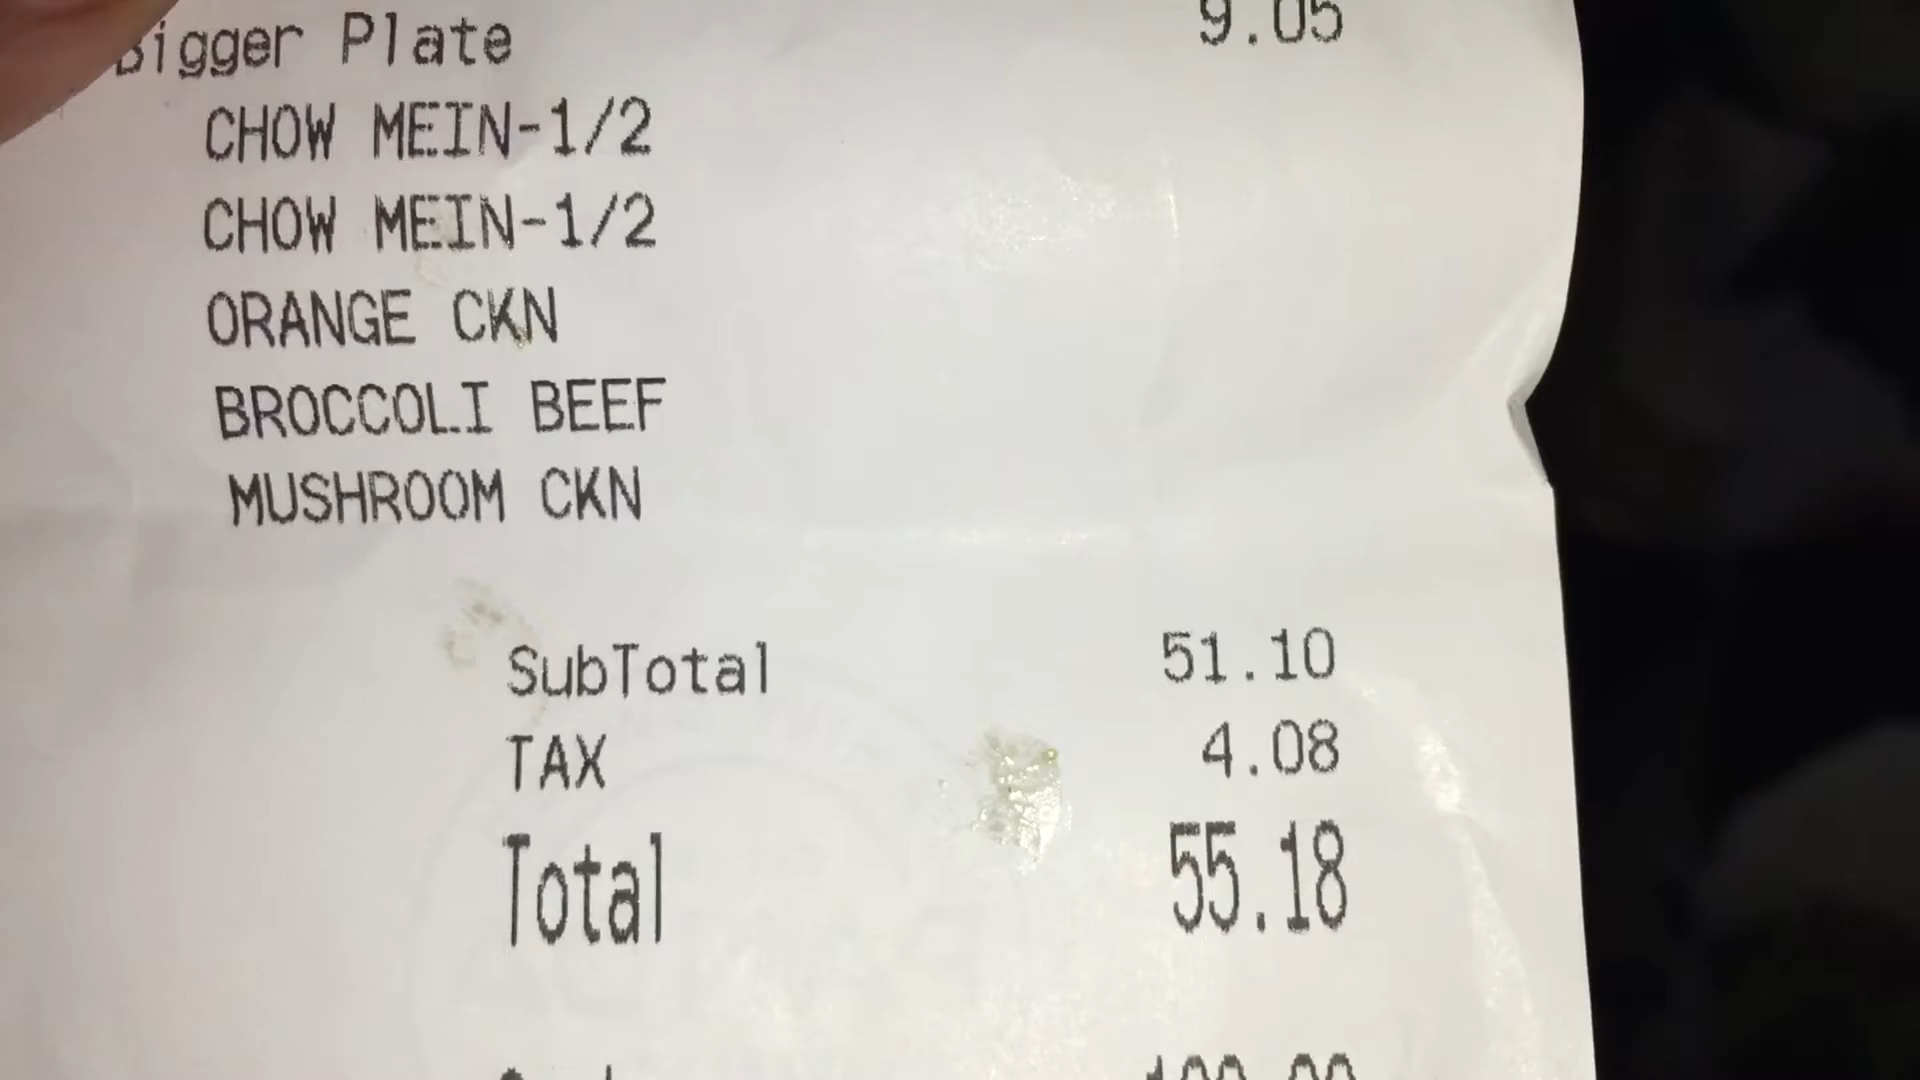 Bigger Plate 9.05
CHOW MEIN-1/2
CHOW MEIN-1/2
ORANGE CKN
BROCCOLI BEEF
MUSHROOM CKN
SubTotal 51.10
TAX 4.08
Total 55.18